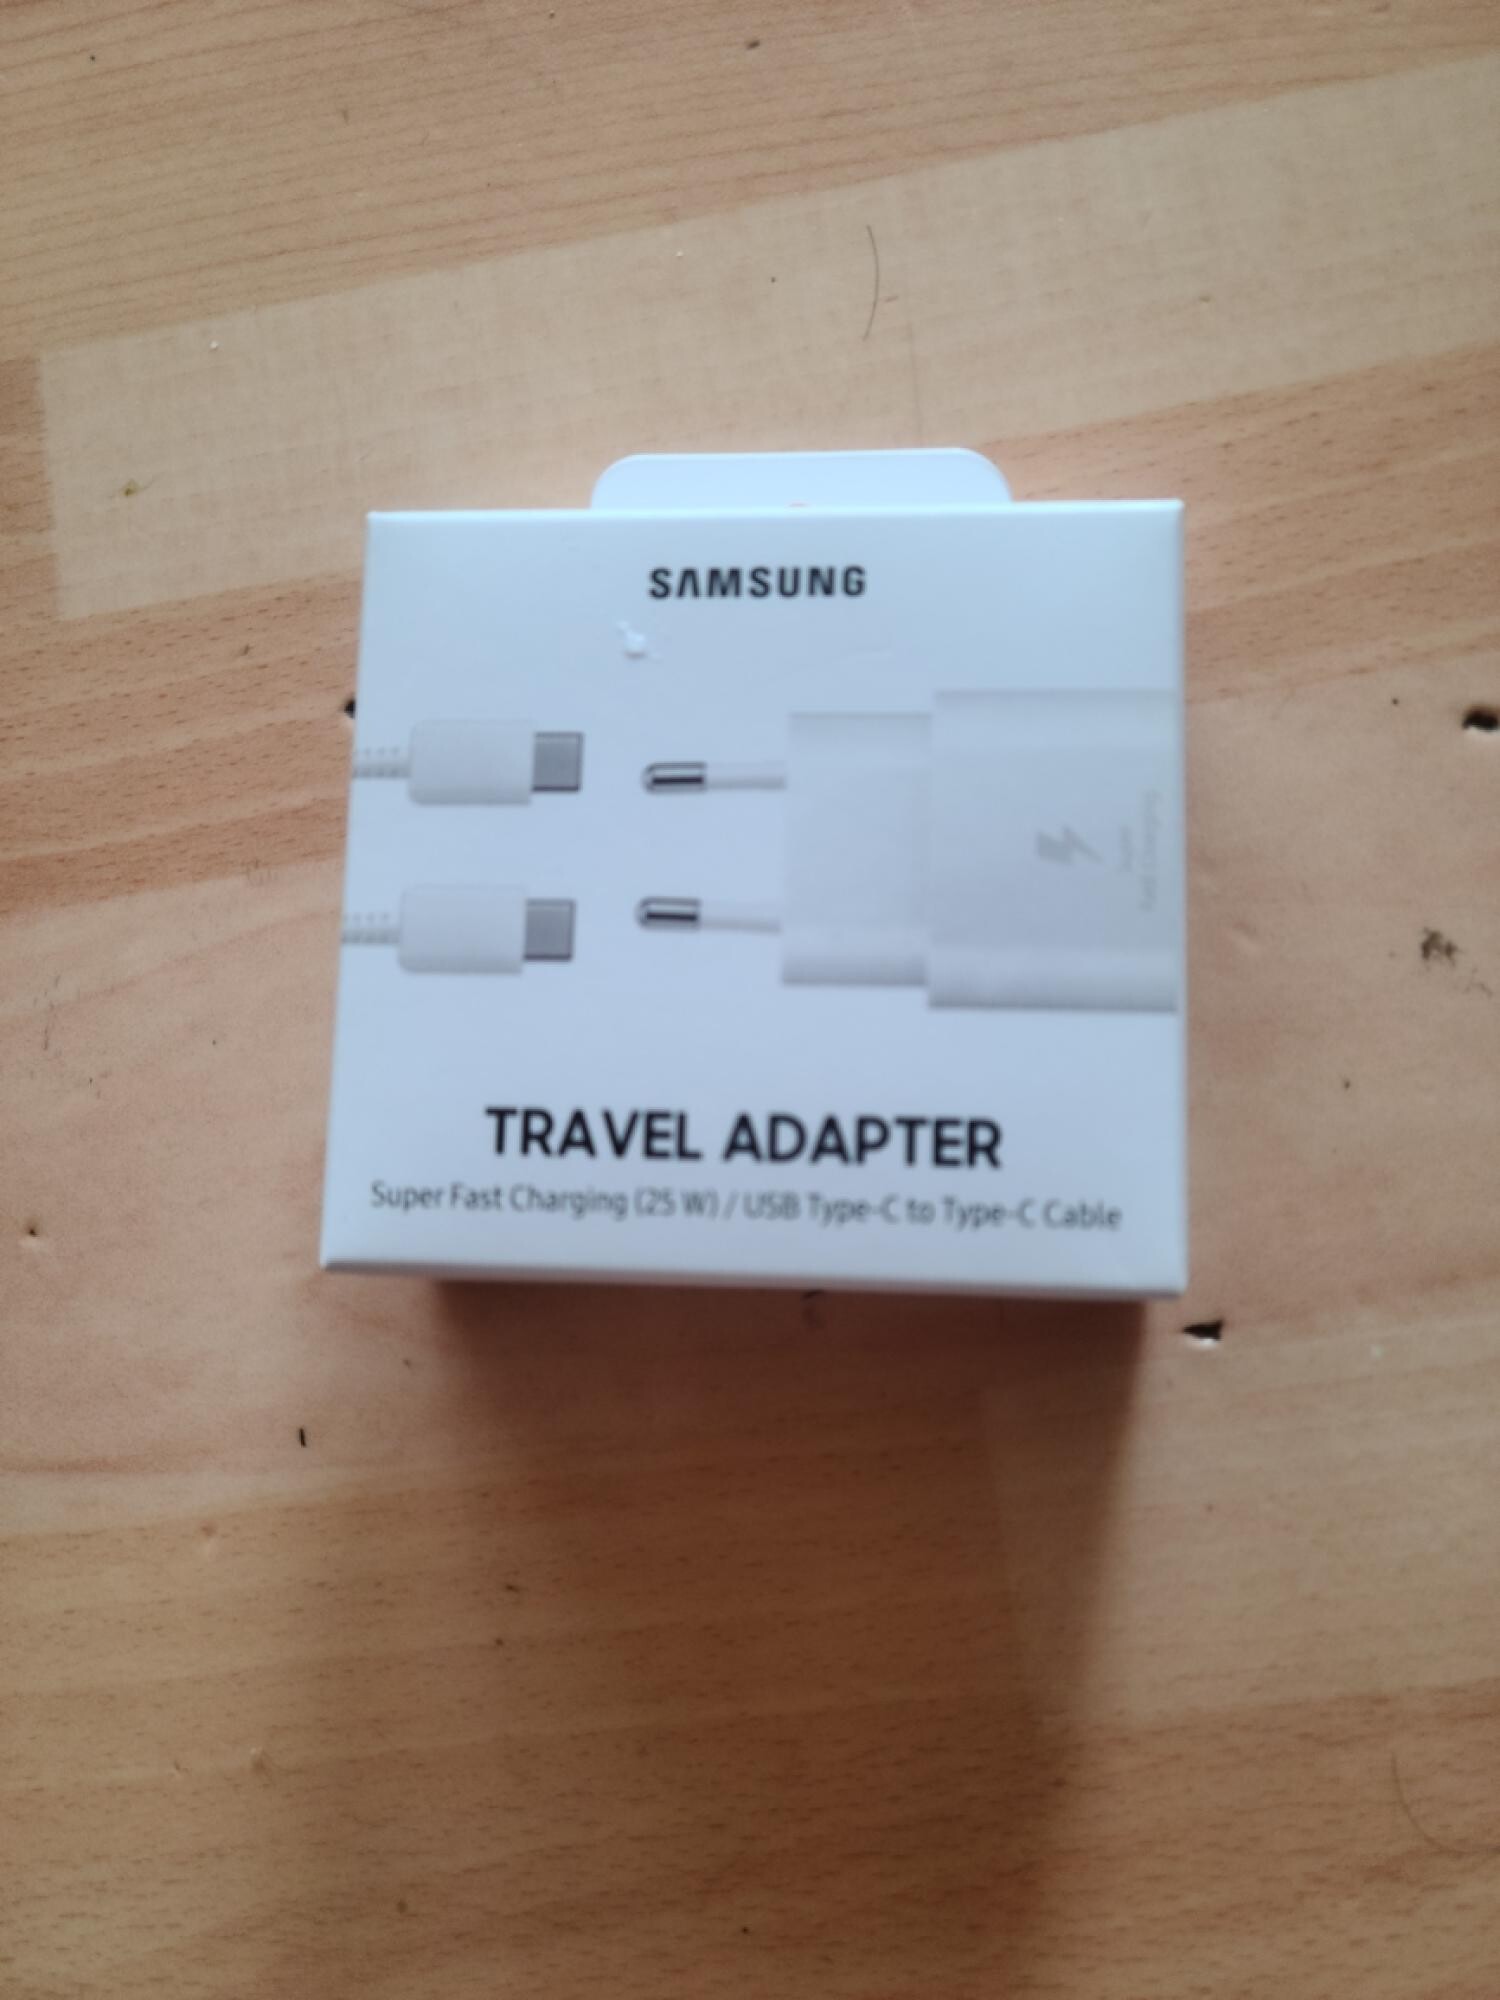 SAMSUNG
TRAVEL ADAPTER
Super Fast Charging (25 W) / USB Type-C to Type-C Cable